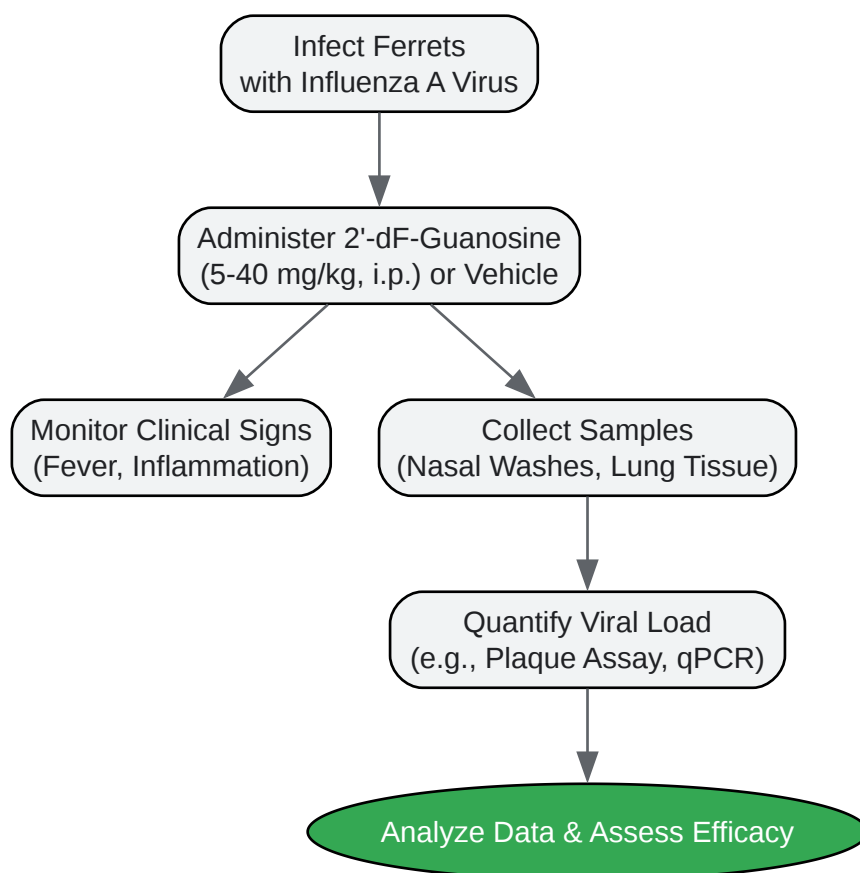 Infect Ferrets
with Influenza A Virus
Administer 2'-dF-Guanosine
(5-40 mg/kg, i.p.) or Vehicle
Monitor Clinical Signs
(Fever, Inflammation)
Collect Samples
(Nasal Washes, Lung Tissue)
Quantify Viral Load
(e.g., Plaque Assay, qPCR)
Analyze Data & Assess Efficacy